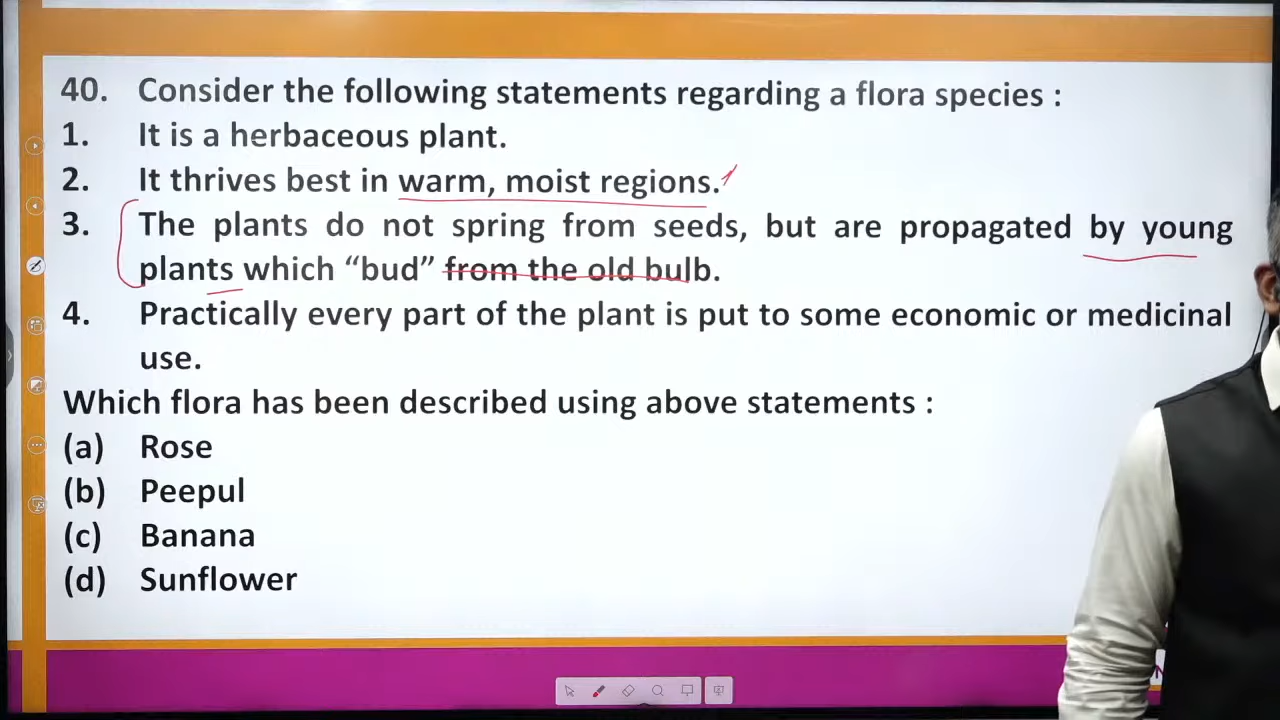 40. Consider the following statements regarding a flora species :
1. It is a herbaceous plant.
2. It thrives best in warm, moist regions.
3. The plants do not spring from seeds, but are propagated by young
plants which “bud” from the old bulb.
4. Practically every part of the plant is put to some economic or medicinal
use.
Which flora has been described using above statements :
(a) Rose
(b) Peepul
(c) Banana
(d) Sunflower